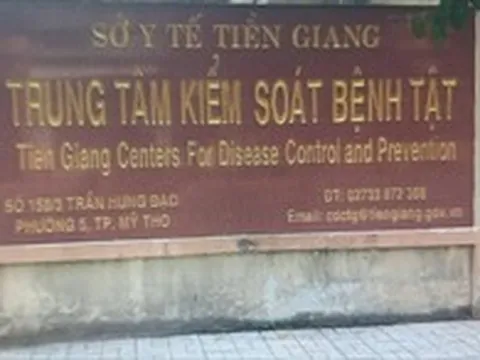 SỞ Y TẾ TIỀN GIANG
TRUNG TÂM KIỂM SOÁT BỆNH TẬT
Tien Giang Centers For Disease Control and Prevention
SỐ 158/3 TRẦN HƯNG ĐẠO
PHƯỜNG 5, TP. MỸ THO
ĐT: 02733 872
Email: cdctg@tiengiang.gov.vn